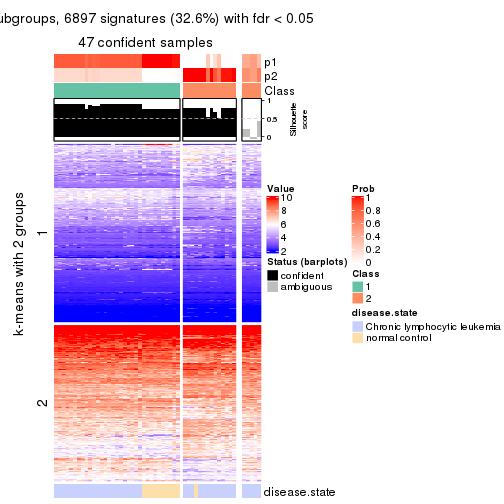 ubgroups, 6897 signatures (32.6%) with fdr < 0.05
47 confident samples
p1
p2
Class
1
0.5
0
Silhouette
score
k-means with 2 groups
1
2
Value
10
8
6
4
2
Status (barplots)
confident
ambiguous
Prob
1
0.8
0.6
0.4
0.2
0
Class
1
2
disease.state
Chronic lymphocytic leukemia
normal control
disease.state